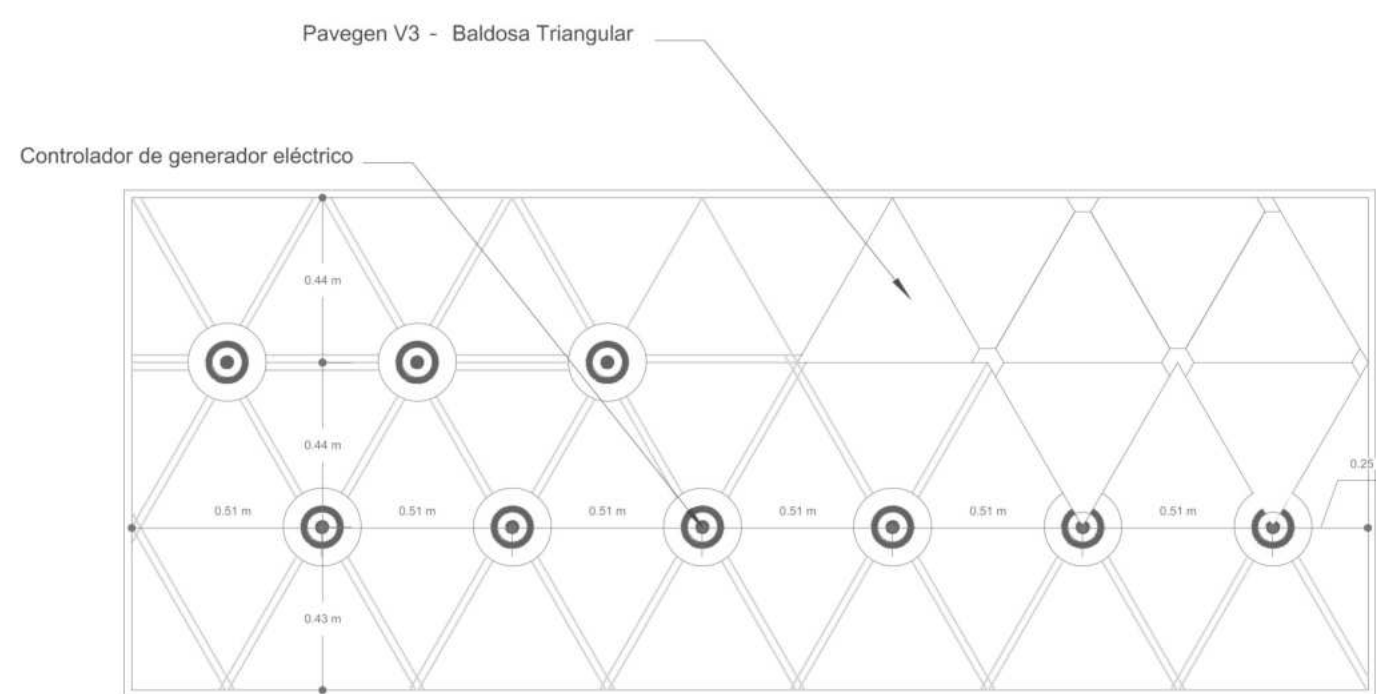 Pavegen V3 - Baldosa Triangular
Controlador de generador eléctrico
0.44 m
0.44 m
0.25
0.51 m 0.51 m 0.51 m 0.51 m 0.51 m 0.51 m
0.43 m